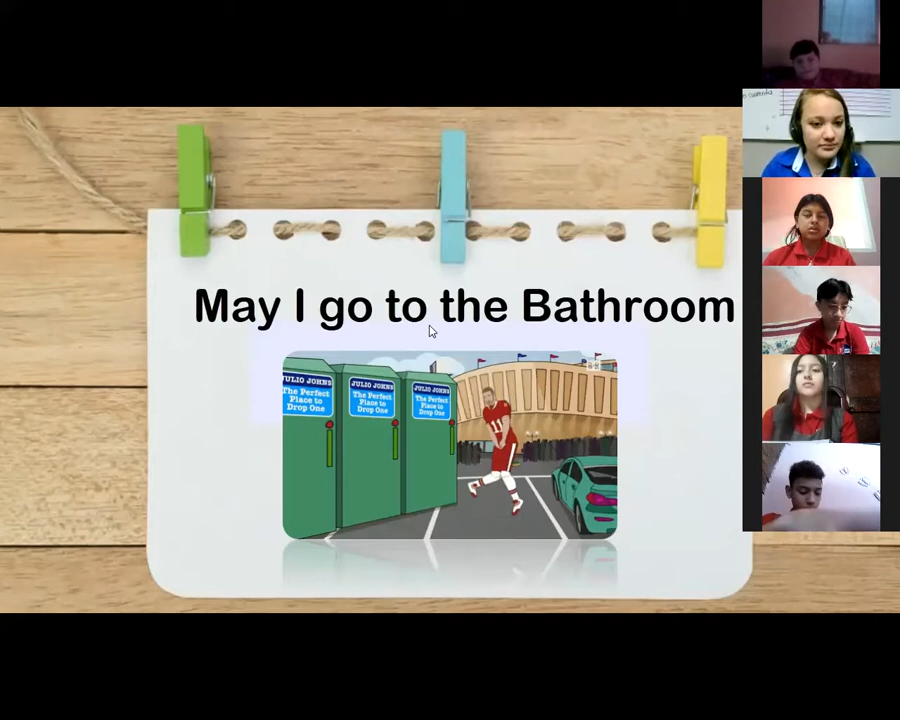 May I go to the Bathroom
JULIO JOHNS
The Perfect
Place to
Drop One
JULIO JOHNS
The Perfect
Place to
Drop One
JULIO JOHNS
The Perfect
Place to
Drop One
11